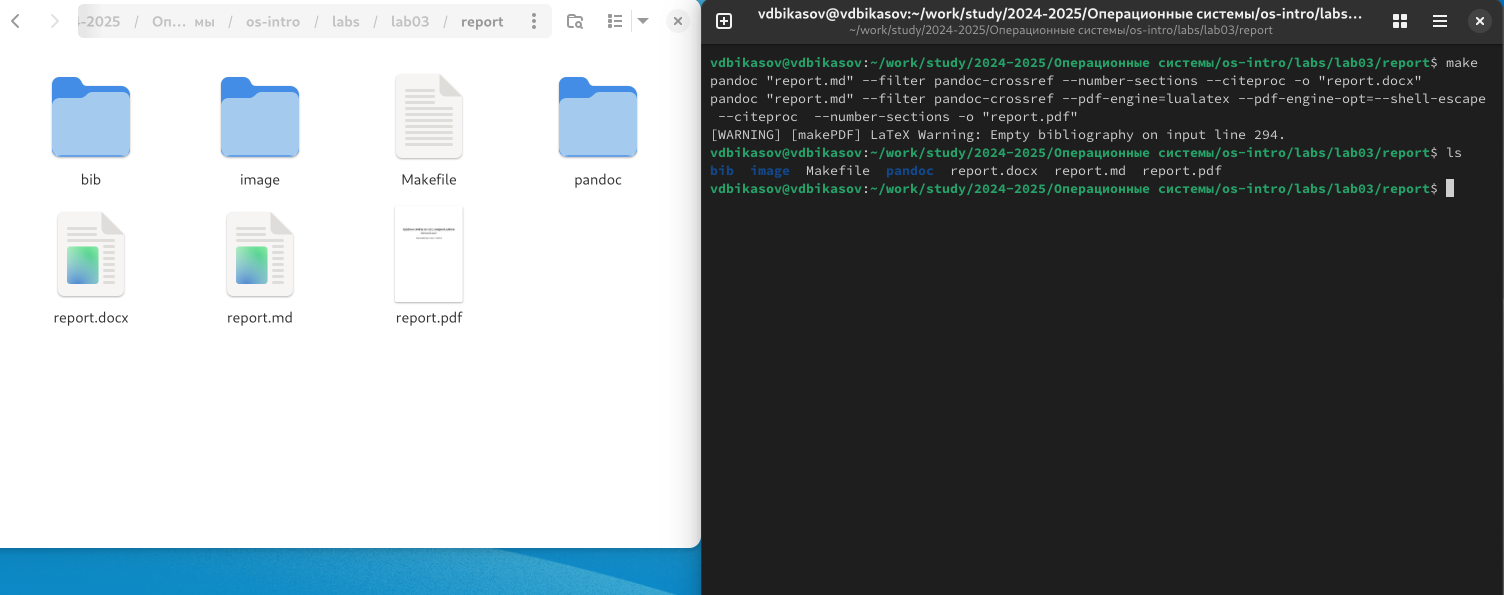 -2025 / Оп... мы / os-intro / labs / lab03 / report
bib
image
Makefile
pandoc
report.docx
report.md
report.pdf
vdbikasov@vdbikasov:~/work/study/2024-2025/Операционные системы/os-intro/labs...
~/work/study/2024-2025/Операционные системы/os-intro/labs/lab03/report
vdbikasov@vdbikasov:~/work/study/2024-2025/Операционные системы/os-intro/labs/lab03/report$ make
pandoc "report.md" --filter pandoc-crossref --number-sections --citeproc -o "report.docx"
pandoc "report.md" --filter pandoc-crossref --pdf-engine=lualatex --pdf-engine-opt=--shell-escape
--citeproc  --number-sections -o "report.pdf"
[WARNING] [makePDF] LaTeX Warning: Empty bibliography on input line 294.
vdbikasov@vdbikasov:~/work/study/2024-2025/Операционные системы/os-intro/labs/lab03/report$ ls
bib  image  Makefile  pandoc  report.docx  report.md  report.pdf
vdbikasov@vdbikasov:~/work/study/2024-2025/Операционные системы/os-intro/labs/lab03/report$